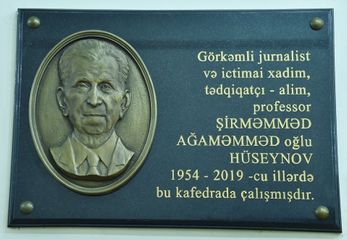 Görkəmli jurnalist
və ictimai xadim,
tədqiqatçı - alim,
professor
ŞİRMƏMMƏD
AĞAMƏMMƏD oğlu
HÜSEYNOV
1954 - 2019 -cu illərdə
bu kafedrada çalışmışdır.